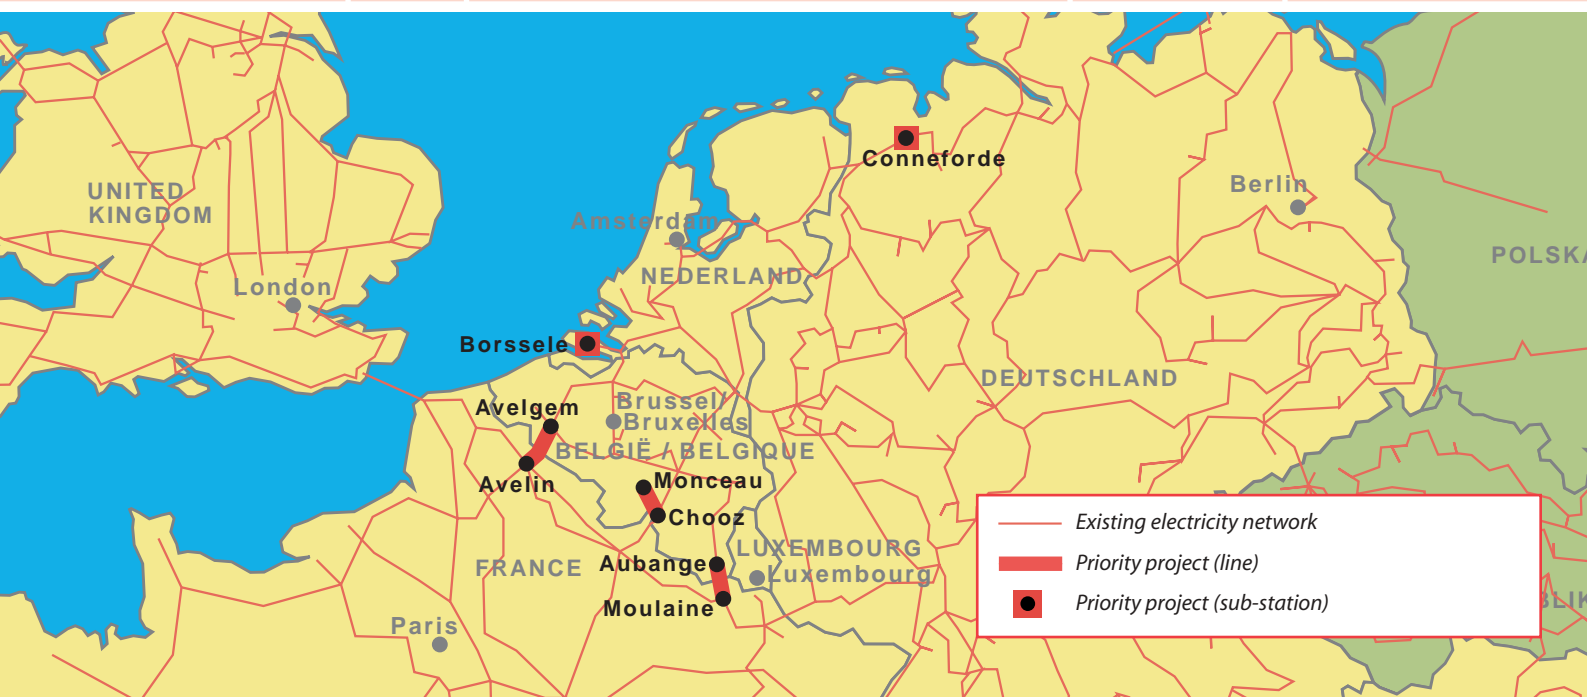 Conneforde
UNITED
KINGDOM
Berlin
Amsterdam
POLSKA
NEDERLAND
London
Borssele
DEUTSCHLAND
Avelgem
Brussel/
Bruxelles
BELGIË / BELGIQUE
Avelin
Monceau
Chooz
FRANCE
Aubange
LUXEMBOURG
Luxembourg
Moulaine
Paris
Existing electricity network
Priority project (line)
Priority project (sub-station)
BLIK